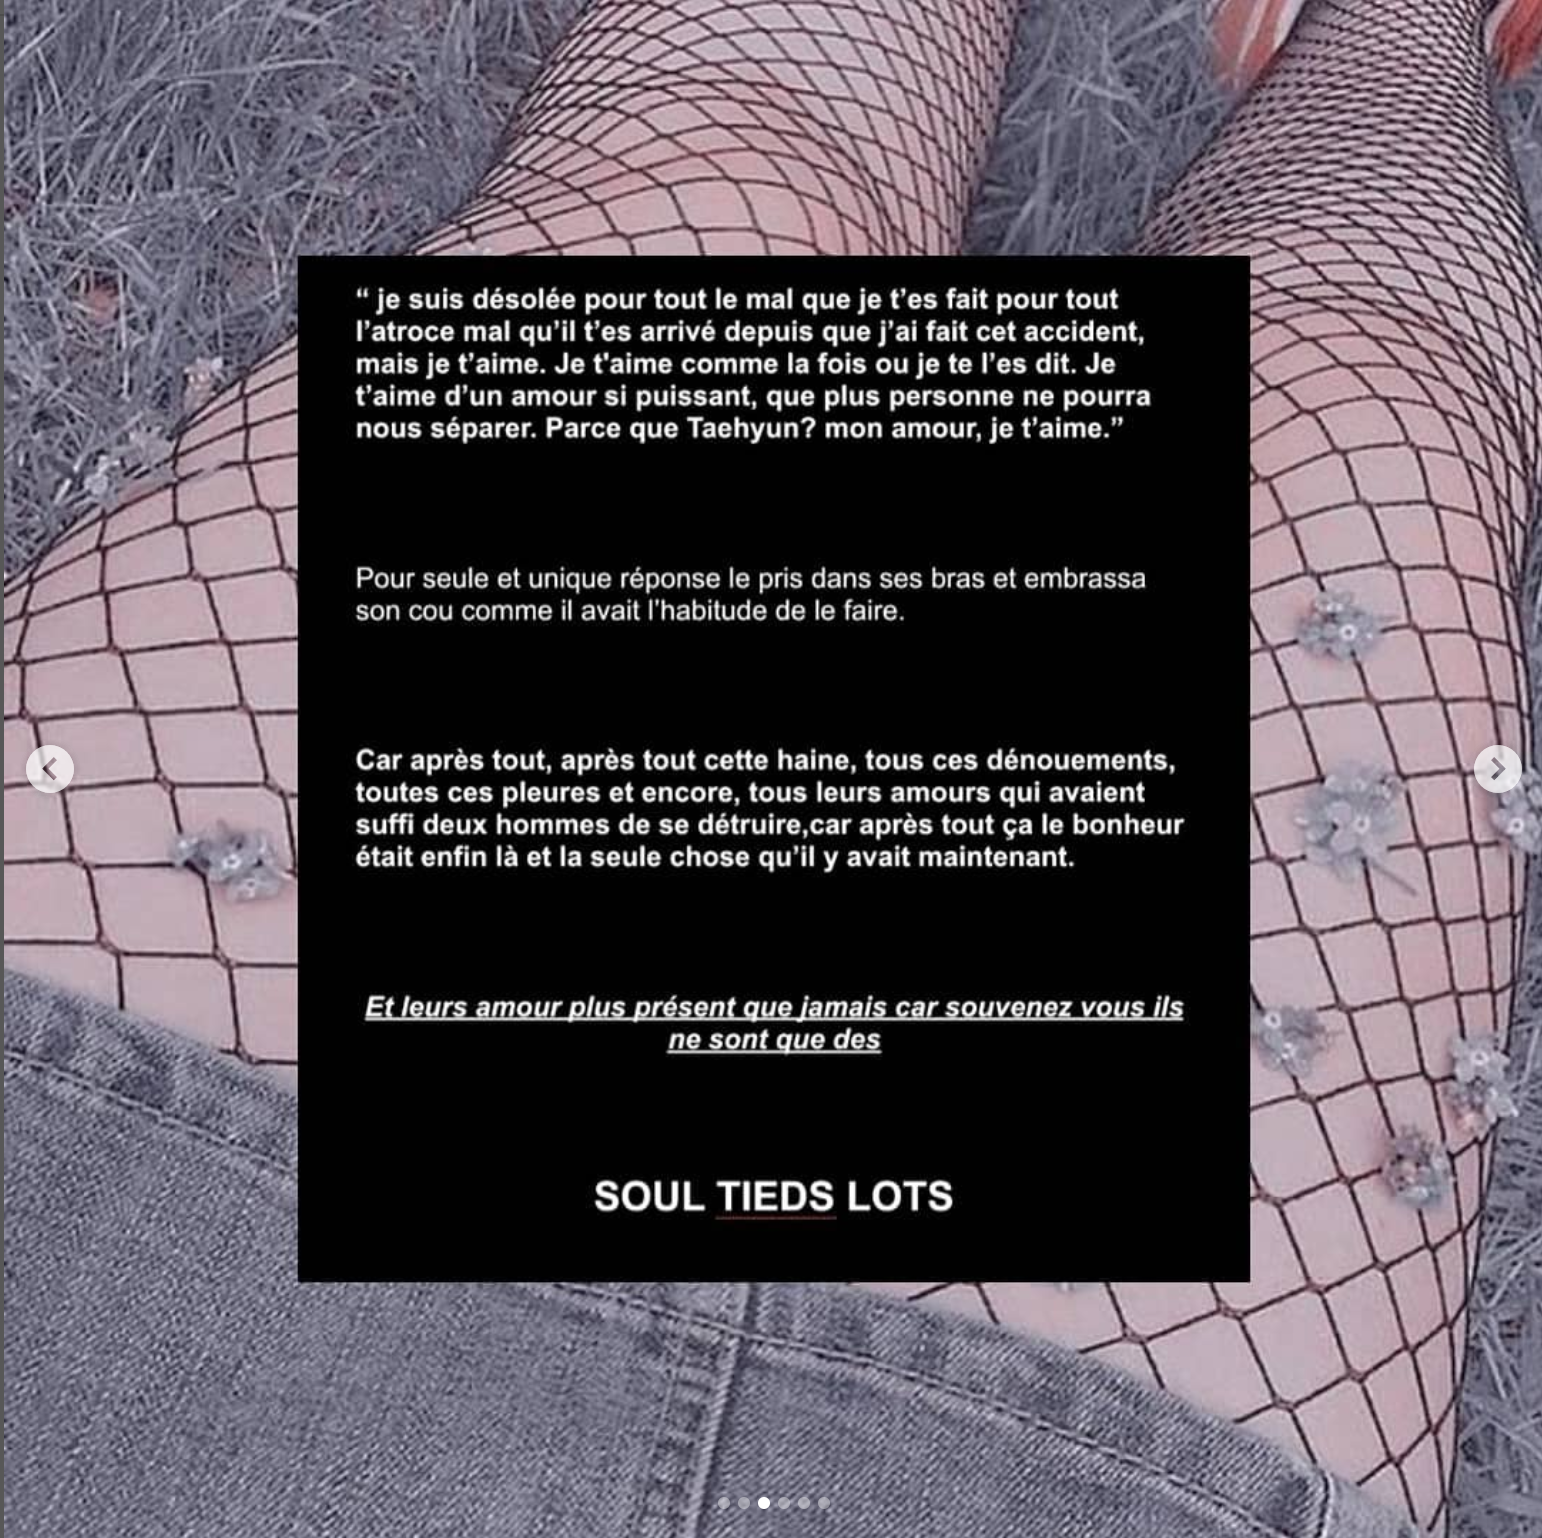 “ je suis désolée pour tout le mal que je t’es fait pour tout
l’atroce mal qu’il t’es arrivé depuis que j’ai fait cet accident,
mais je t’aime. Je t'aime comme la fois ou je te l’es dit. Je
t’aime d’un amour si puissant, que plus personne ne pourra
nous séparer. Parce que Taehyun? mon amour, je t’aime.”
Pour seule et unique réponse le pris dans ses bras et embrassa
son cou comme il avait l'habitude de le faire.
Car après tout, après tout cette haine, tous ces dénouements,
toutes ces pleures et encore, tous leurs amours qui avaient
suffi deux hommes de se détruire,car après tout ça le bonheur
était enfin là et la seule chose qu’il y avait maintenant.
Et leurs amour plus présent que jamais car souvenez vous ils
ne sont que des
SOUL TIEDS LOTS